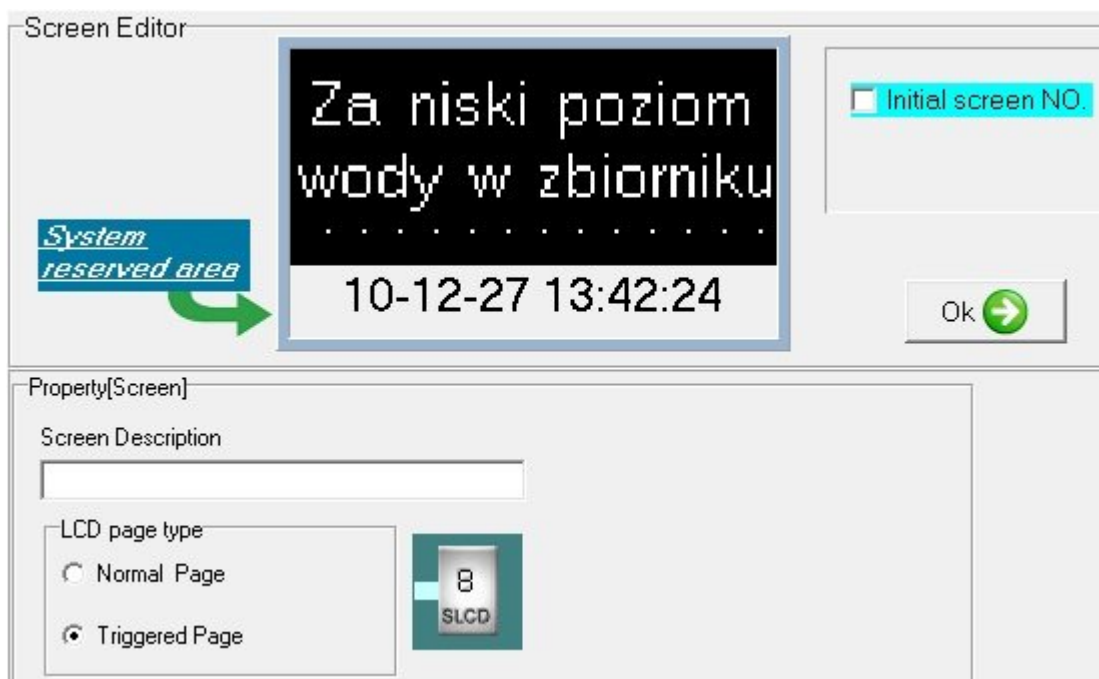 Screen Editor
Za niski poziom
wody w zbiorniku
. . . . . . . . . . . . . . . .
10-12-27 13:42:24
System
reserved area
Initial screen NO.
Ok
Property[Screen]
Screen Description
LCD page type
Normal Page
Triggered Page
8
SLCD